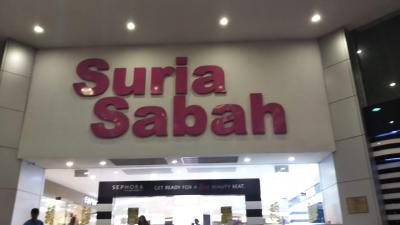 Suria
Sabah
SEPHORA GET READY FOR A BEAUTY BEAT.